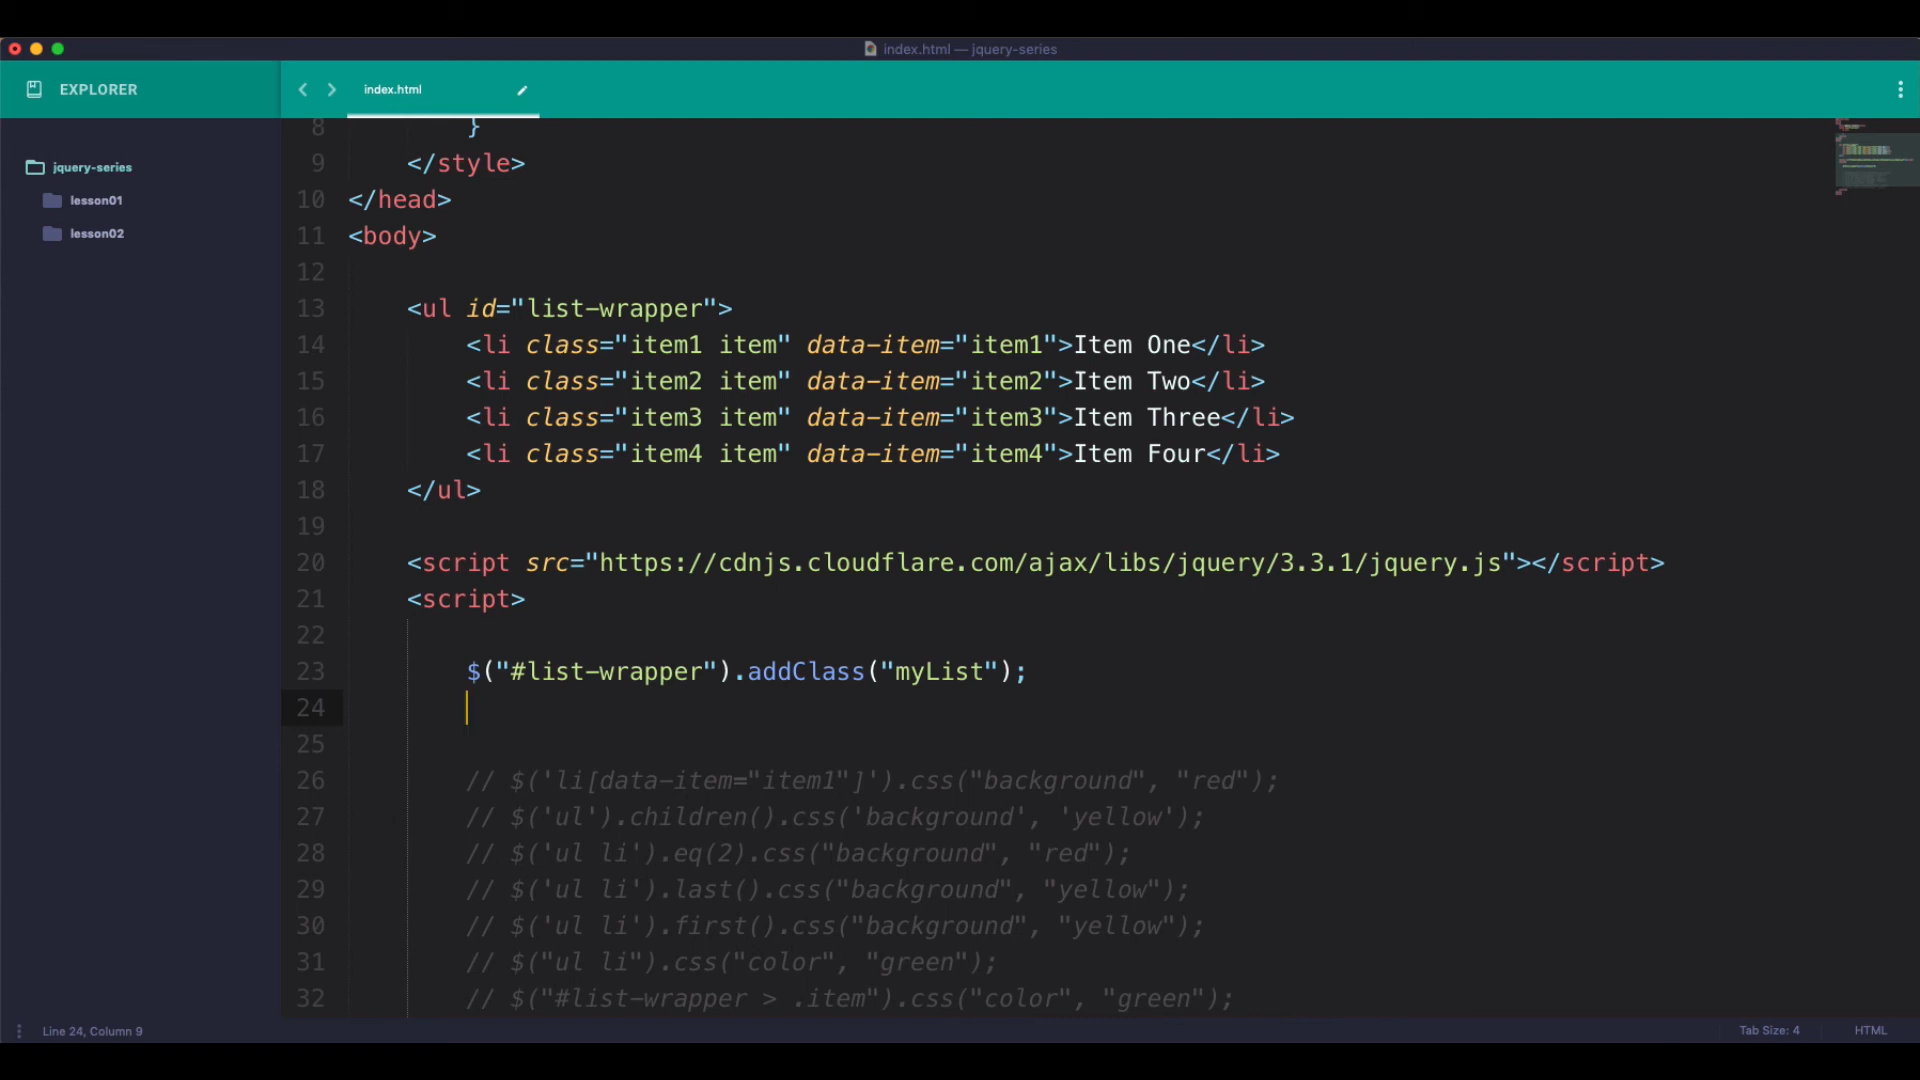 index.html — jquery-series
EXPLORER
index.html
jquery-series
lesson01
lesson02
8 }
9 </style>
10 </head>
11 <body>
12
13 <ul id="list-wrapper">
14 <li class="item1 item" data-item="item1">Item One</li>
15 <li class="item2 item" data-item="item2">Item Two</li>
16 <li class="item3 item" data-item="item3">Item Three</li>
17 <li class="item4 item" data-item="item4">Item Four</li>
18 </ul>
19
20 <script src="https://cdnjs.cloudflare.com/ajax/libs/jquery/3.3.1/jquery.js"></script>
21 <script>
22
23 $("#list-wrapper").addClass("myList");
24
25
26 // $('li[data-item="item1"]').css("background", "red");
27 // $('ul').children().css('background', 'yellow');
28 // $('ul li').eq(2).css("background", "red");
29 // $('ul li').last().css("background", "yellow");
30 // $('ul li').first().css("background", "yellow");
31 // $("ul li").css("color", "green");
32 // $("#list-wrapper > .item").css("color", "green");
Line 24, Column 9
Tab Size: 4
HTML